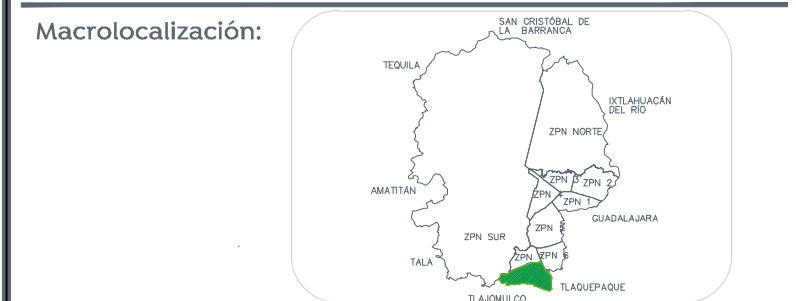 Macrolocalización:
SAN CRISTÓBAL DE
LA BARRANCA
TEQUILA
IXTLAHUACÁN
DEL RÍO
ZPN NORTE
ZPN 3
ZPN 2
AMATITÁN
ZPN
ZPN 1
GUADALAJARA
ZPN
ZPN SUR
ZPN
ZPN 6
TALA
TLAQUEPAQUE
TLAJOMULCO